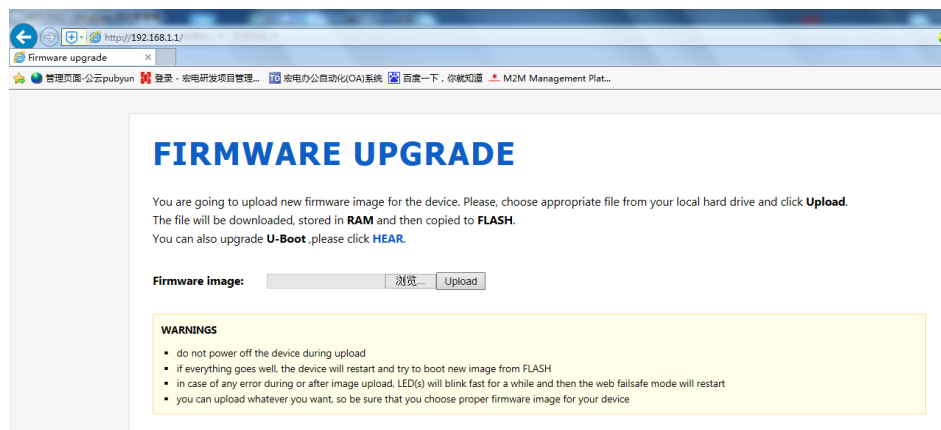 http://192.168.1.1/
Firmware upgrade
管理页面-公云pubyun 登录 - 宏电研发项目管理... TD 宏电办公自动化(OA)系统 百度一下，你就知道 M2M Management Plat...
FIRMWARE UPGRADE
You are going to upload new firmware image for the device. Please, choose appropriate file from your local hard drive and click Upload.
The file will be downloaded, stored in RAM and then copied to FLASH.
You can also upgrade U-Boot ,please click HEAR.
Firmware image: 浏览... Upload
WARNINGS
▪ do not power off the device during upload
▪ if everything goes well, the device will restart and try to boot new image from FLASH
▪ in case of any error during or after image upload, LED(s) will blink fast for a while and then the web failsafe mode will restart
▪ you can upload whatever you want, so be sure that you choose proper firmware image for your device